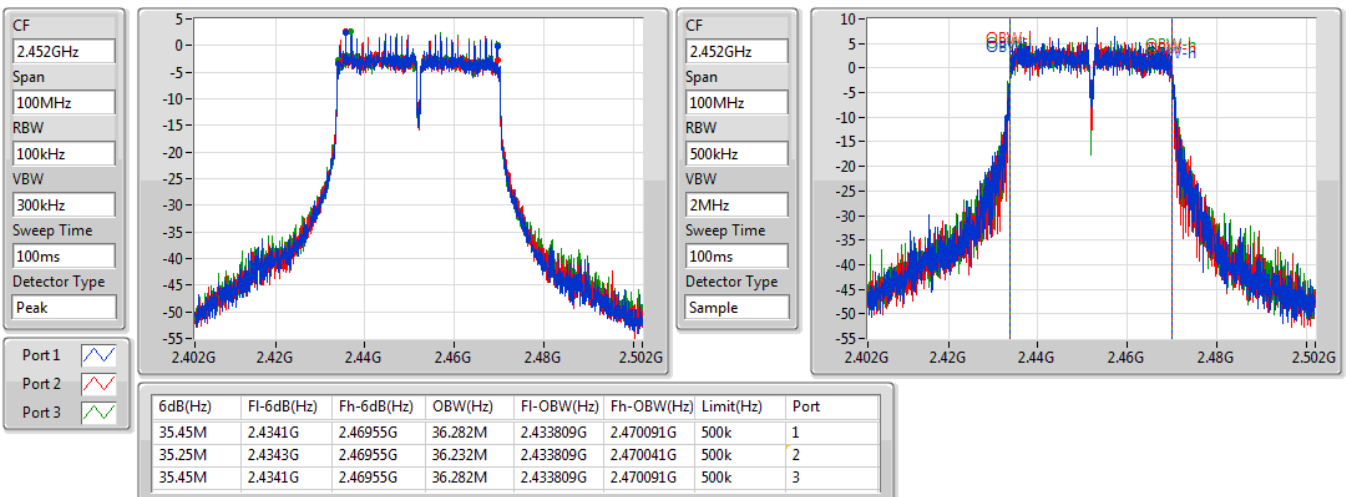 CF
2.452GHz
Span
100MHz
RBW
100kHz
VBW
300kHz
Sweep Time
100ms
Detector Type
Peak
5
0
-5
-10
-15
-20
-25
-30
-35
-40
-45
-50
-55
2.402G 2.42G 2.44G 2.46G 2.48G 2.502G
CF
2.452GHz
Span
100MHz
RBW
500kHz
VBW
2MHz
Sweep Time
100ms
Detector Type
Sample
10
5
0
-5
-10
-15
-20
-25
-30
-35
-40
-45
-50
-55
OBW-l OBW-h
2.402G 2.42G 2.44G 2.46G 2.48G 2.502G
Port 1
Port 2
Port 3
6dB(Hz) Fl-6dB(Hz) Fh-6dB(Hz) OBW(Hz) Fl-OBW(Hz) Fh-OBW(Hz) Limit(Hz) Port
35.45M 2.4341G 2.46955G 36.282M 2.433809G 2.470091G 500k 1
35.25M 2.4343G 2.46955G 36.232M 2.433809G 2.470041G 500k 2
35.45M 2.4341G 2.46955G 36.282M 2.433809G 2.470091G 500k 3